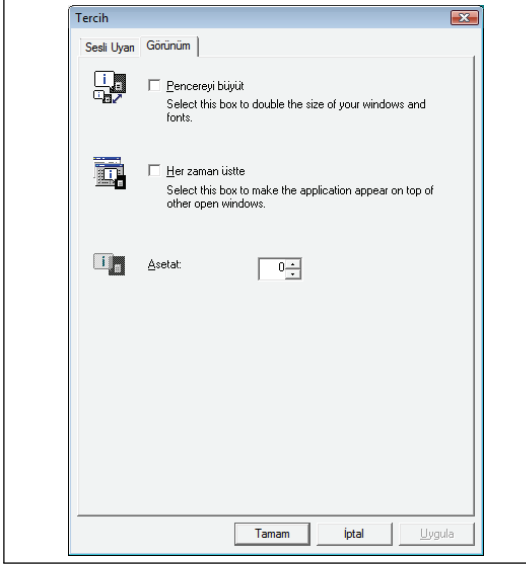 Tercih
Sesli Uyarı Görünüm
Pencereyi büyüt
Select this box to double the size of your windows and
fonts.
Her zaman üstte
Select this box to make the application appear on top of
other open windows.
Asetat:
0
Tamam İptal Uygula